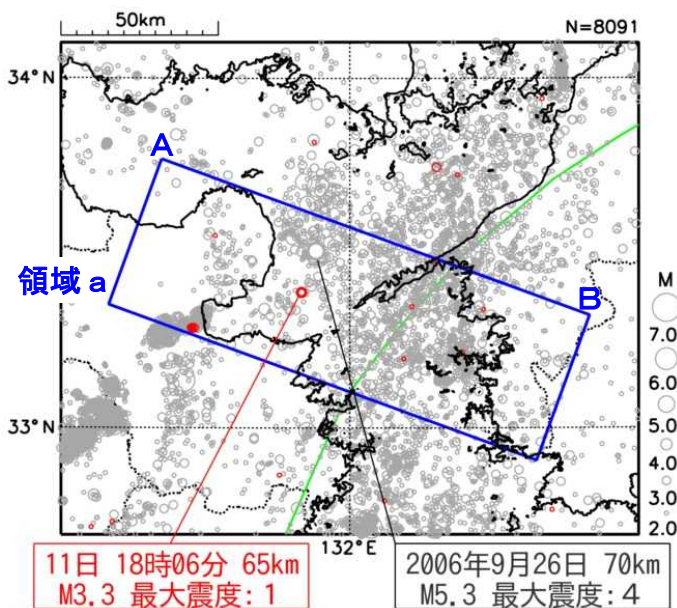 50km
N=8091
34°N
A
領域 a
B
M
7.0
6.0
5.0
4.0
3.0
2.0
33°N
132°E
11日 18時06分 65km
M3.3 最大震度: 1
2006年9月26日 70km
M5.3 最大震度: 4